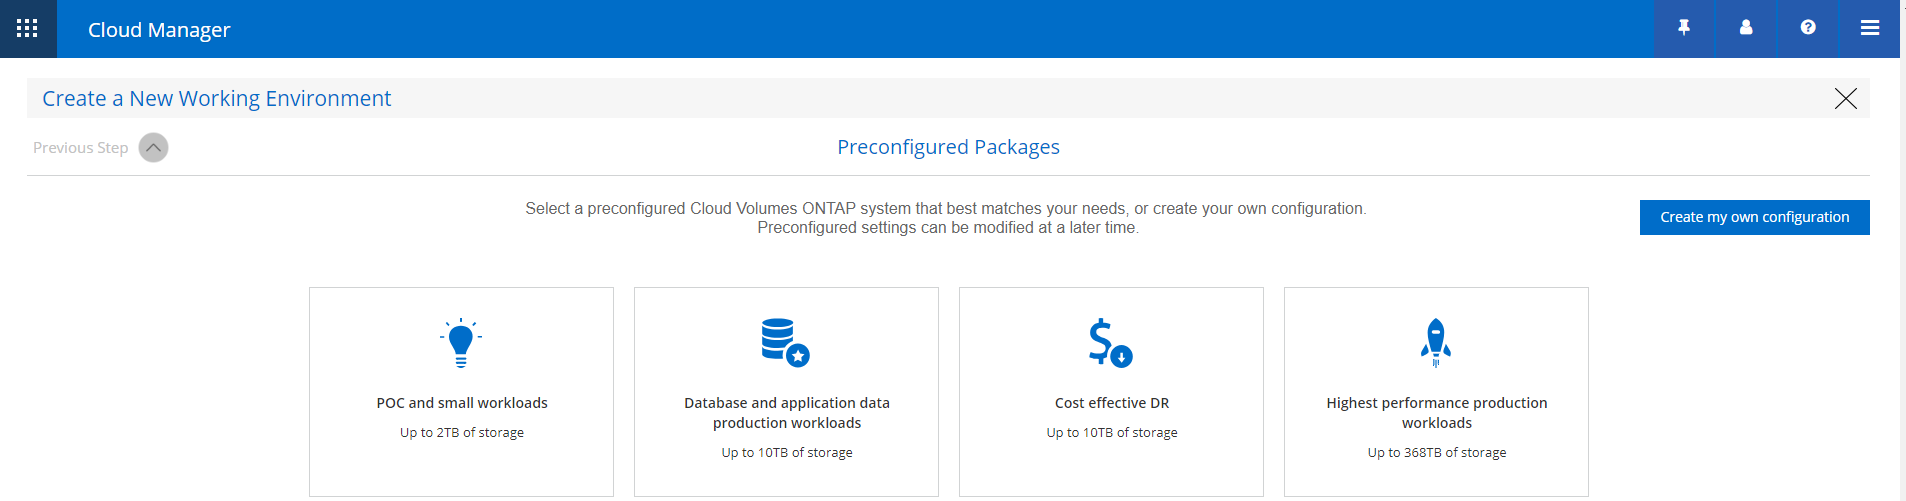 Cloud Manager
Create a New Working Environment
Previous Step
Preconfigured Packages
Select a preconfigured Cloud Volumes ONTAP system that best matches your needs, or create your own configuration.
Preconfigured settings can be modified at a later time.
Create my own configuration
POC and small workloads
Up to 2TB of storage
Database and application data
production workloads
Up to 10TB of storage
Cost effective DR
Up to 10TB of storage
Highest performance production
workloads
Up to 368TB of storage